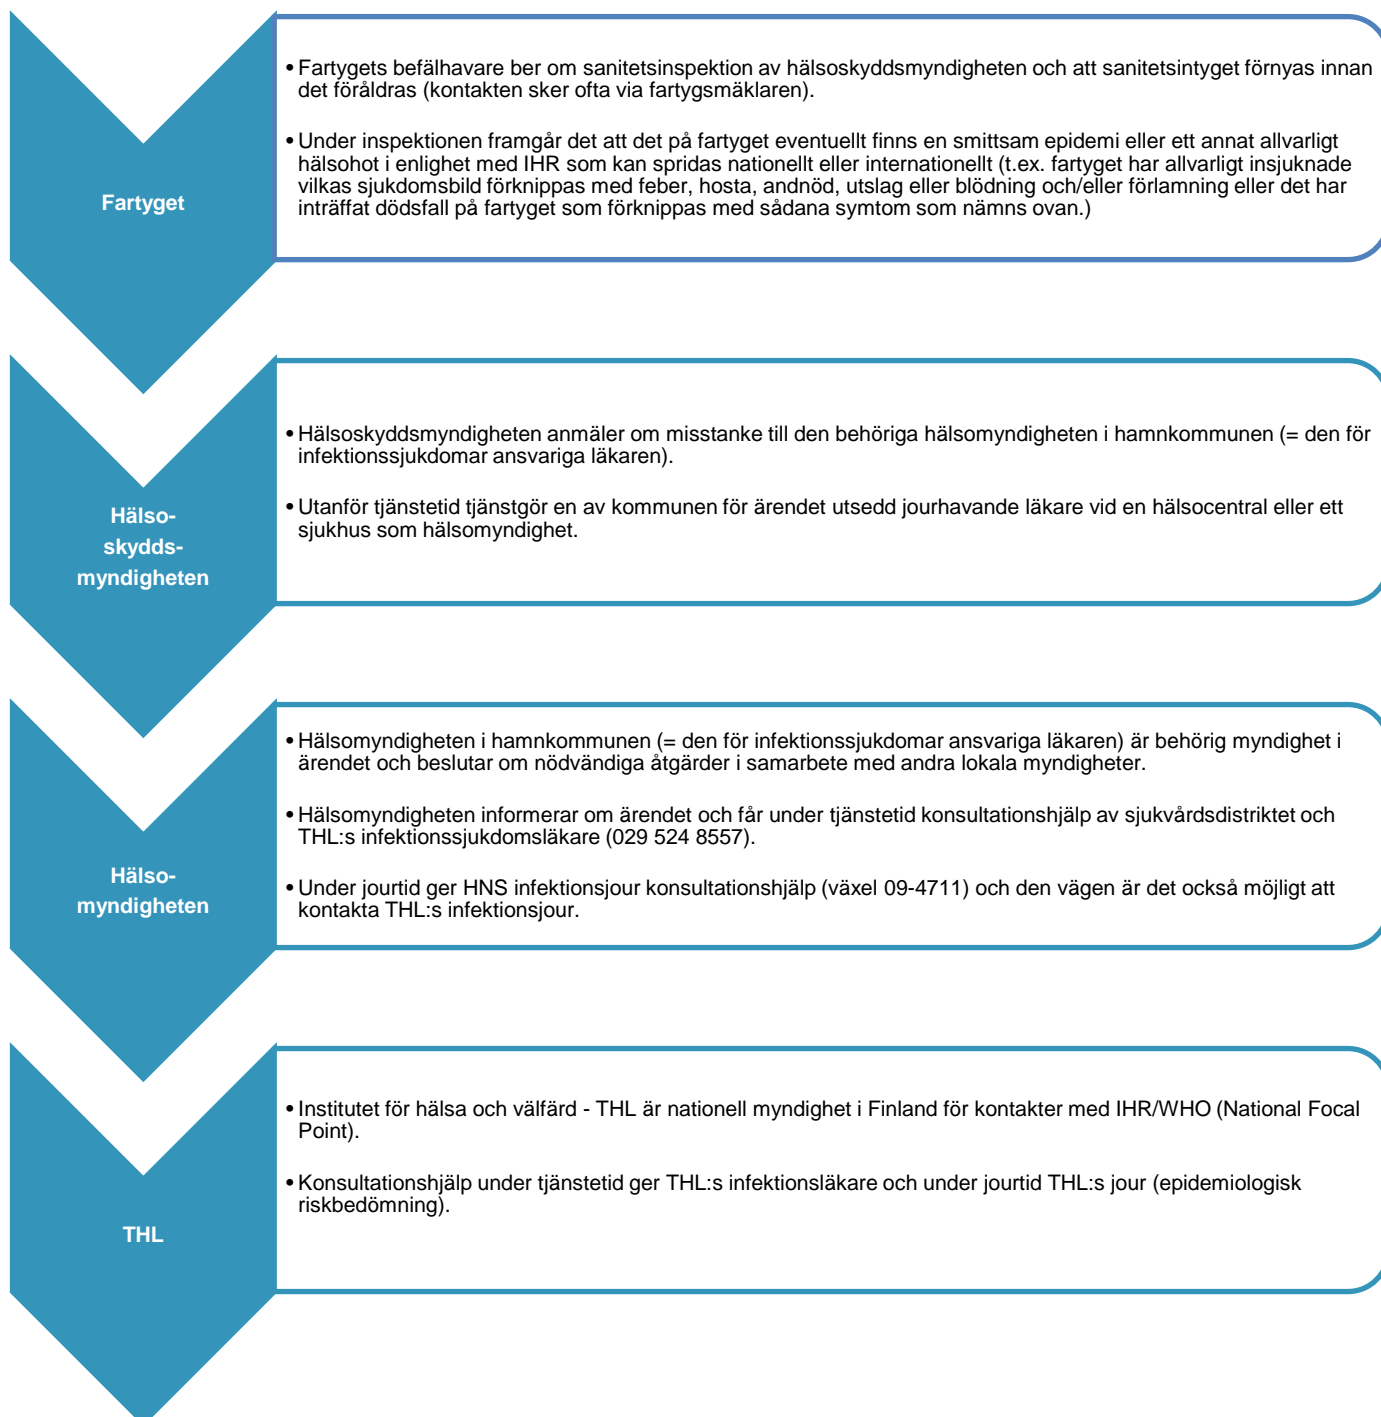 Fartyget
• Fartygets befälhavare ber om sanitetsinspektion av hälsoskyddsmyndigheten och att sanitetsintyget förnyas innan
det föråldras (kontakten sker ofta via fartygsmäklaren).
• Under inspektionen framgår det att det på fartyget eventuellt finns en smittsam epidemi eller ett annat allvarligt
hälsohot i enlighet med IHR som kan spridas nationellt eller internationellt (t.ex. fartyget har allvarligt insjuknade
vilkas sjukdomsbild förknippas med feber, hosta, andnöd, utslag eller blödning och/eller förlamning eller det har
inträffat dödsfall på fartyget som förknippas med sådana symtom som nämns ovan.)
Hälso-
skydds-
myndigheten
• Hälsoskyddsmyndigheten anmäler om misstanke till den behöriga hälsomyndigheten i hamnkommunen (= den för
infektionssjukdomar ansvariga läkaren).
• Utanför tjänstetid tjänstgör en av kommunen för ärendet utsedd jourhavande läkare vid en hälsocentral eller ett
sjukhus som hälsomyndighet.
Hälso-
myndigheten
• Hälsomyndigheten i hamnkommunen (= den för infektionssjukdomar ansvariga läkaren) är behörig myndighet i
ärendet och beslutar om nödvändiga åtgärder i samarbete med andra lokala myndigheter.
• Hälsomyndigheten informerar om ärendet och får under tjänstetid konsultationshjälp av sjukvårdsdistriktet och
THL:s infektionssjukdomsläkare (029 524 8557).
• Under jourtid ger HNS infektionsjour konsultationshjälp (växel 09-4711) och den vägen är det också möjligt att
kontakta THL:s infektionsjour.
THL
• Institutet för hälsa och välfärd - THL är nationell myndighet i Finland för kontakter med IHR/WHO (National Focal
Point).
• Konsultationshjälp under tjänstetid ger THL:s infektionsläkare och under jourtid THL:s jour (epidemiologisk
riskbedömning).